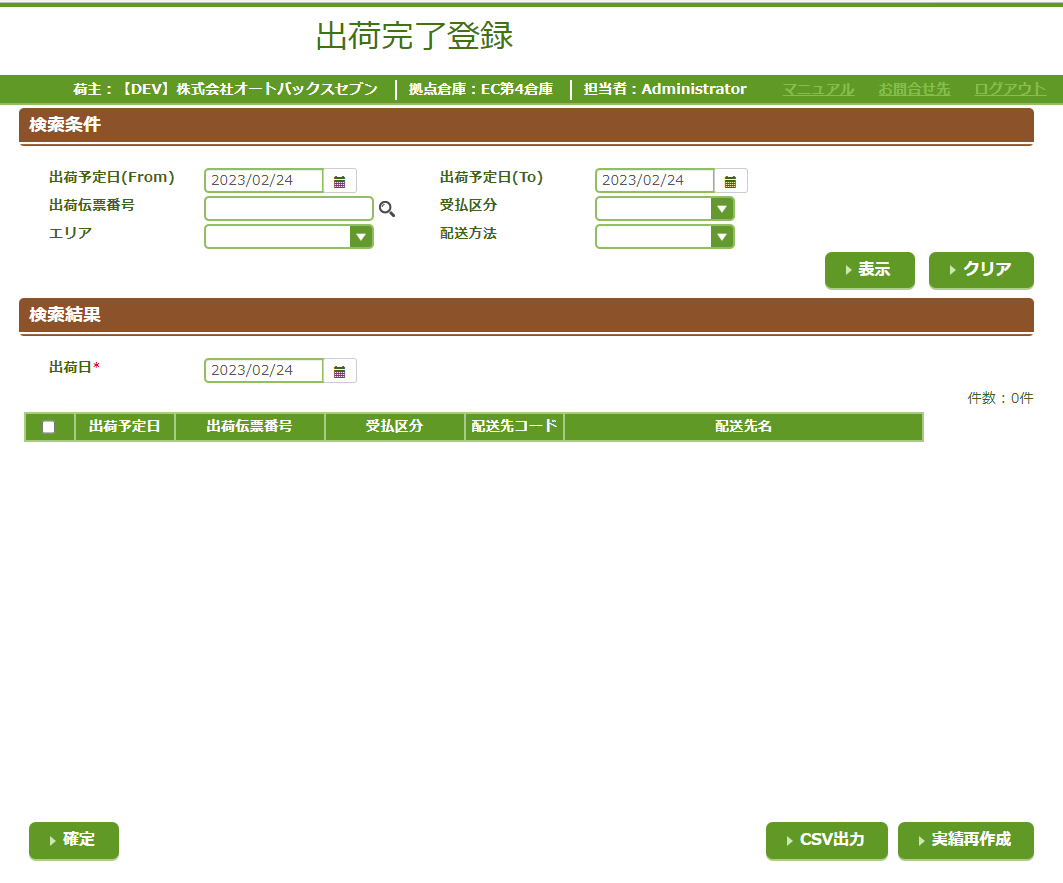 出荷完了登録
荷主：【DEV】株式会社オートバックスセブン 拠点倉庫：EC第4倉庫 担当者：Administrator マニュアル お問合せ先 ログアウト
検索条件
出荷予定日(From) 2023/02/24 出荷予定日(To) 2023/02/24
出荷伝票番号 受払区分
エリア 配送方法
表示 クリア
検索結果
出荷日* 2023/02/24
件数：0件
出荷予定日 出荷伝票番号 受払区分 配送先コード 配送先名
確定 CSV出力 実績再作成